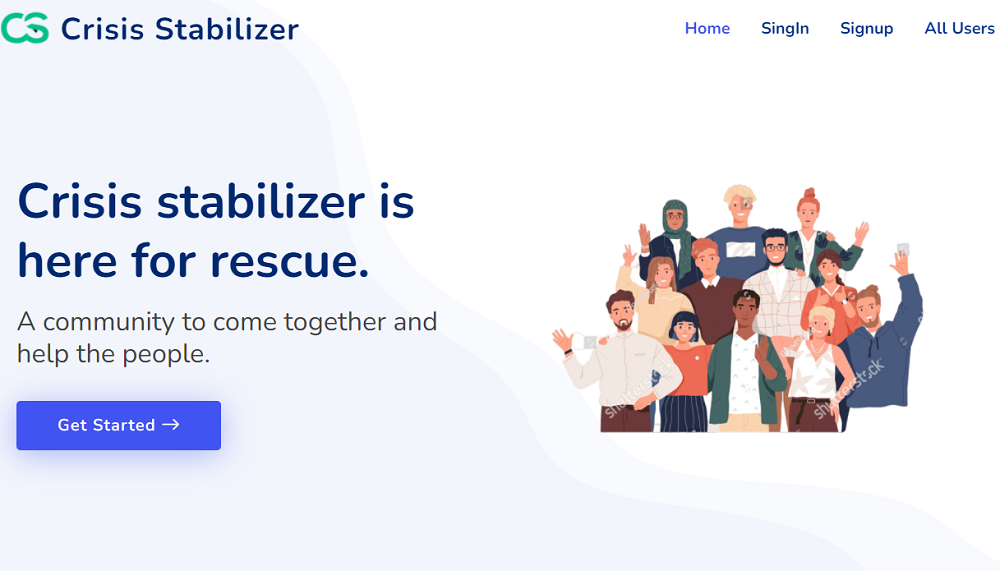 CS Crisis Stabilizer
Home SingIn Signup All Users
Crisis stabilizer is
here for rescue.
A community to come together and
help the people.
Get Started →
shutterstock